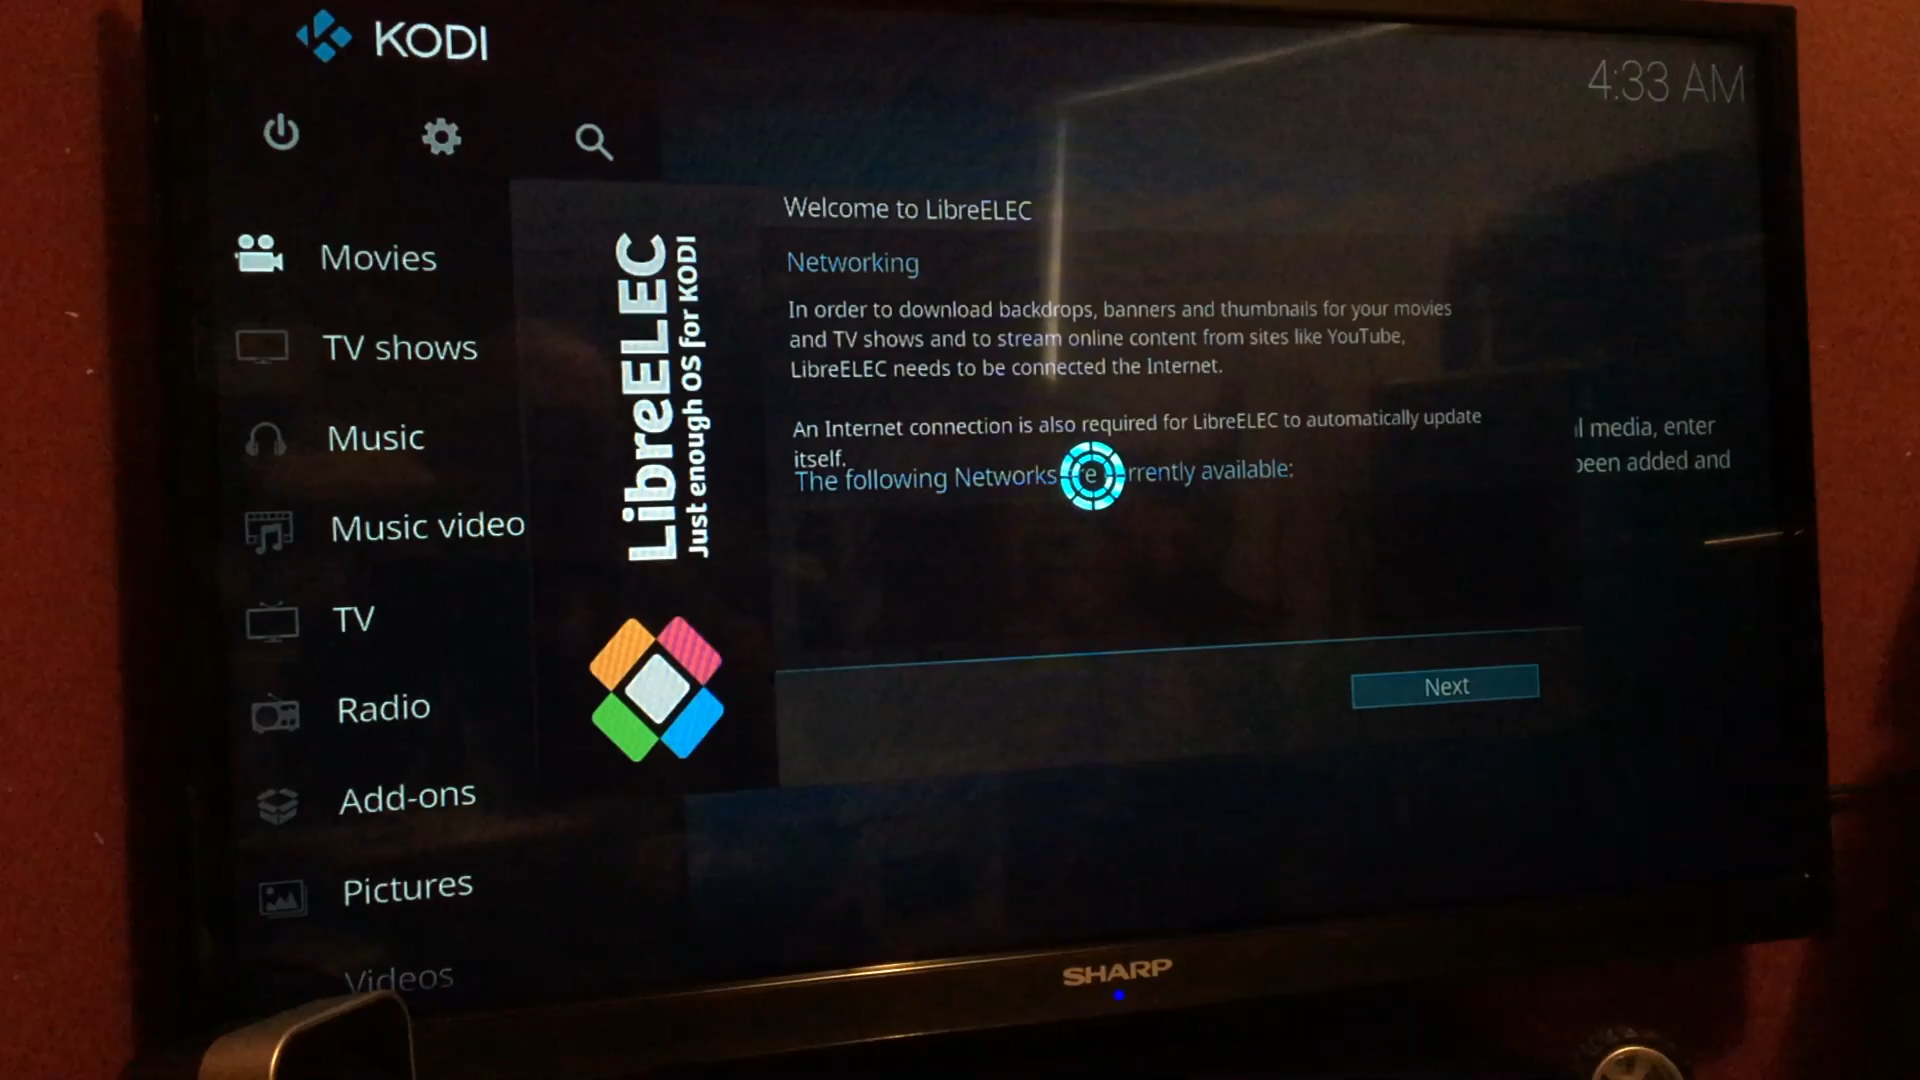 KODI
4:33 AM
Movies
TV shows
Music
Music video
TV
Radio
Add-ons
Pictures
Videos
LibreELEC
Just enough OS for KODI
Welcome to LibreELEC
Networking
In order to download backdrops, banners and thumbnails for your movies
and TV shows and to stream online content from sites like YouTube,
LibreELEC needs to be connected the Internet.
An Internet connection is also required for LibreELEC to automatically update
itself.
The following Networks available:
media, enter
been added and
Next
SHARP